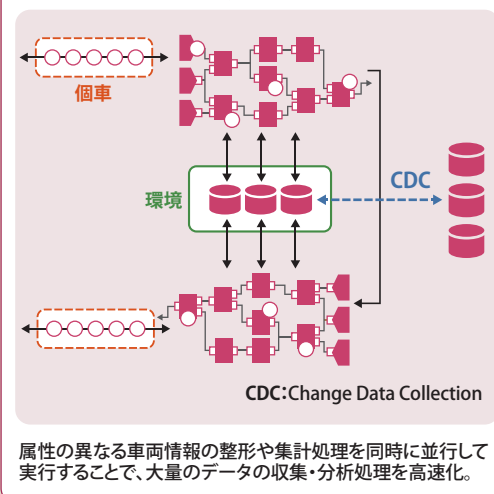 個車
環境
CDC
CDC:Change Data Collection
属性の異なる車両情報の整形や集計処理を同時に並行して
実行することで、大量のデータの収集・分析処理を高速化。